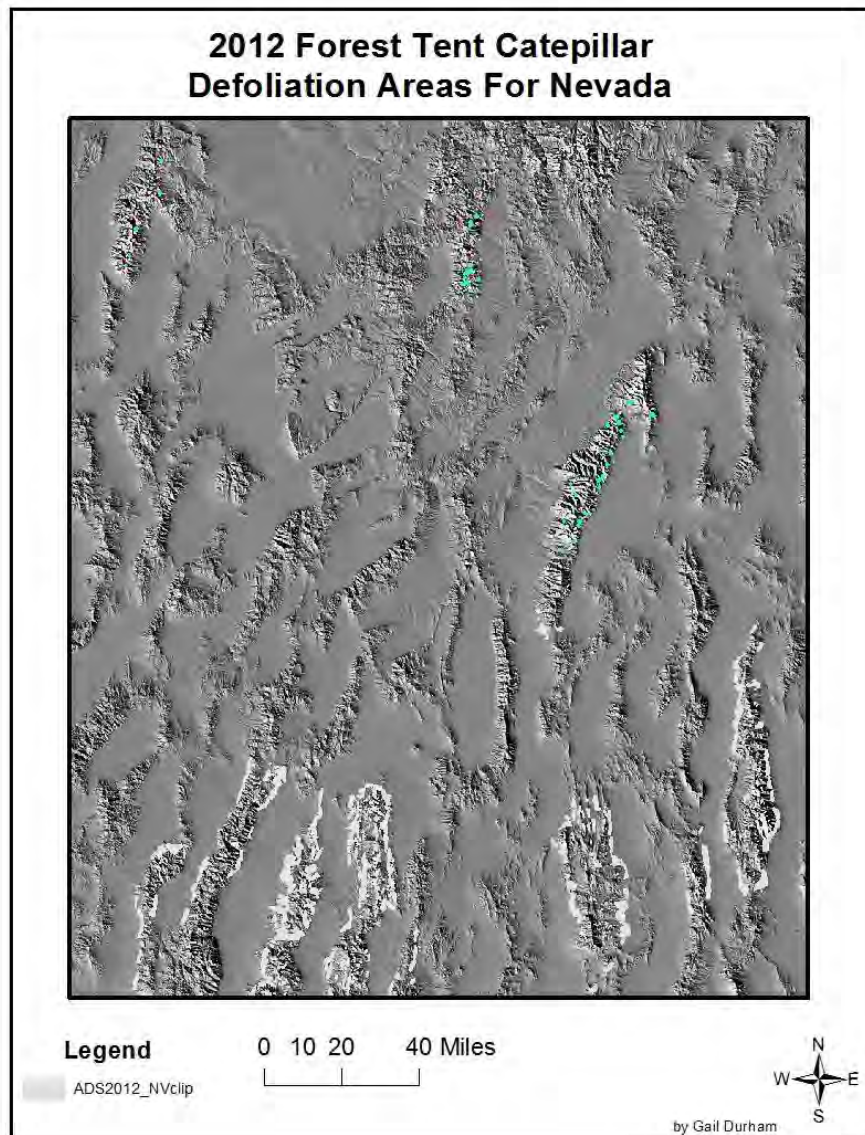 2012 Forest Tent Catepillar
Defoliation Areas For Nevada
Legend
ADS2012_NVclip
0 10 20 40 Miles
N
W E
S
by Gail Durham